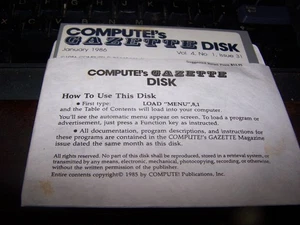 COMPUTE!'s
GAZETTE DISK
January 1986 Vol. 4, No. 1, Issue 31
COMPUTE!'s GAZETTE
DISK
How To Use This Disk
• First type: LOAD "MENU",8,1
and the Table of Contents will load into your computer.
You'll see the automatic menu appear on screen. To load a program or
advertisement, just press a Function key as instructed.
• All documentation, program descriptions, and instructions for
these programs are contained in the COMPUTE!'s GAZETTE Magazine
issue dated the same month as this disk.
All rights reserved. No part of this disk shall be reproduced, stored in a retrieval system, or
transmitted by any means, electronic, mechanical, photocopying, recording, or otherwise,
without the written permission of the publisher.
Entire contents copyright© 1985 by COMPUTE! Publications, Inc.